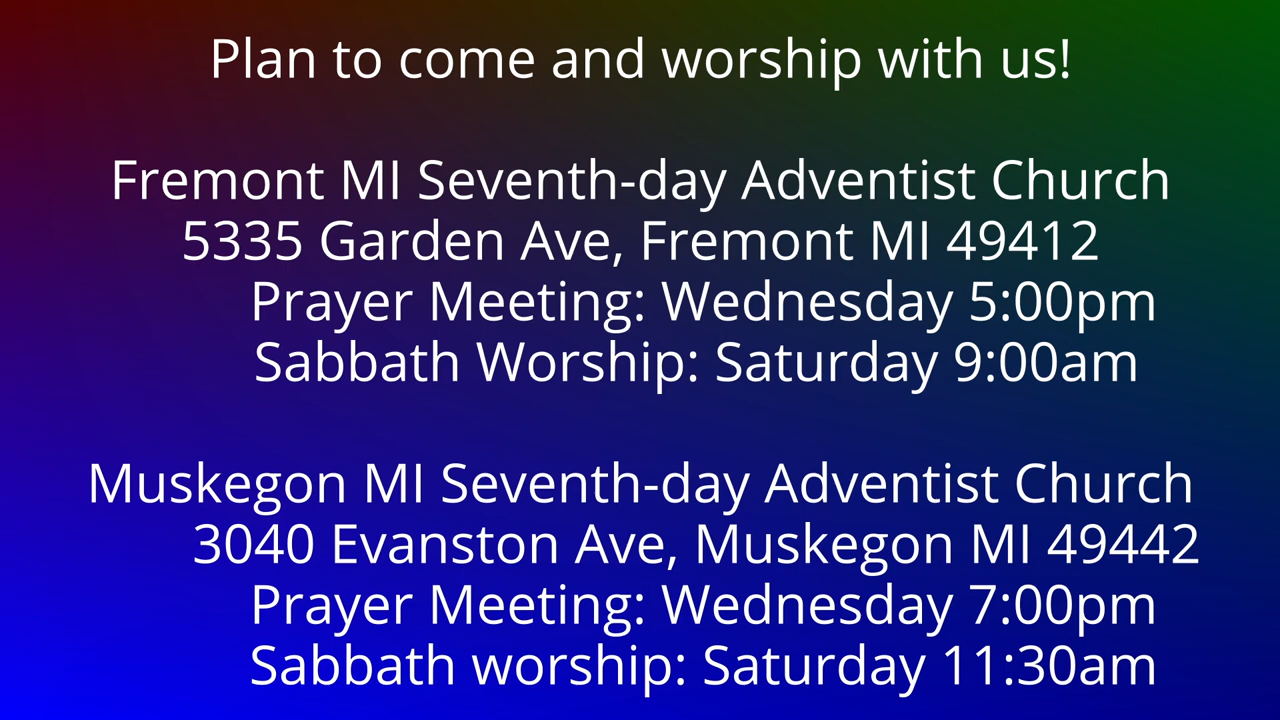 Plan to come and worship with us!
Fremont MI Seventh-day Adventist Church
5335 Garden Ave, Fremont MI 49412
Prayer Meeting: Wednesday 5:00pm
Sabbath Worship: Saturday 9:00am
Muskegon MI Seventh-day Adventist Church
3040 Evanston Ave, Muskegon MI 49442
Prayer Meeting: Wednesday 7:00pm
Sabbath worship: Saturday 11:30am